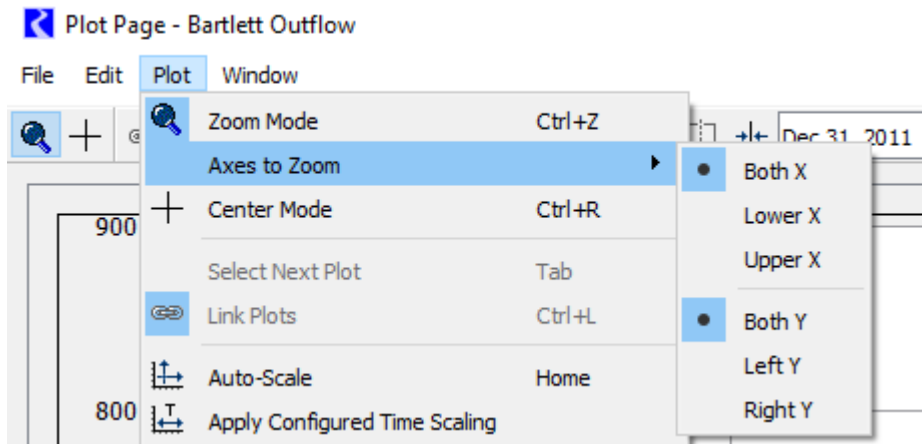 Plot Page - Bartlett Outflow
File Edit Plot Window
Dec 31, 2011
Zoom Mode Ctrl+Z
Axes to Zoom
Center Mode Ctrl+R
Select Next Plot Tab
Link Plots Ctrl+L
Auto-Scale Home
Apply Configured Time Scaling
Both X
Lower X
Upper X
Both Y
Left Y
Right Y
900
800